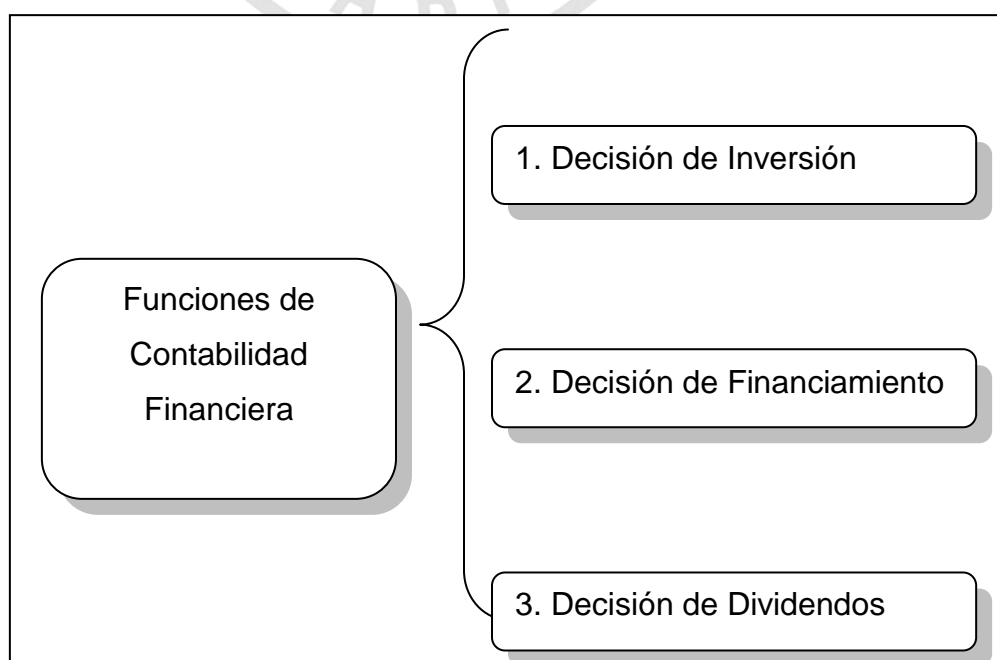 Funciones de
Contabilidad
Financiera
1. Decisión de Inversión
2. Decisión de Financiamiento
3. Decisión de Dividendos